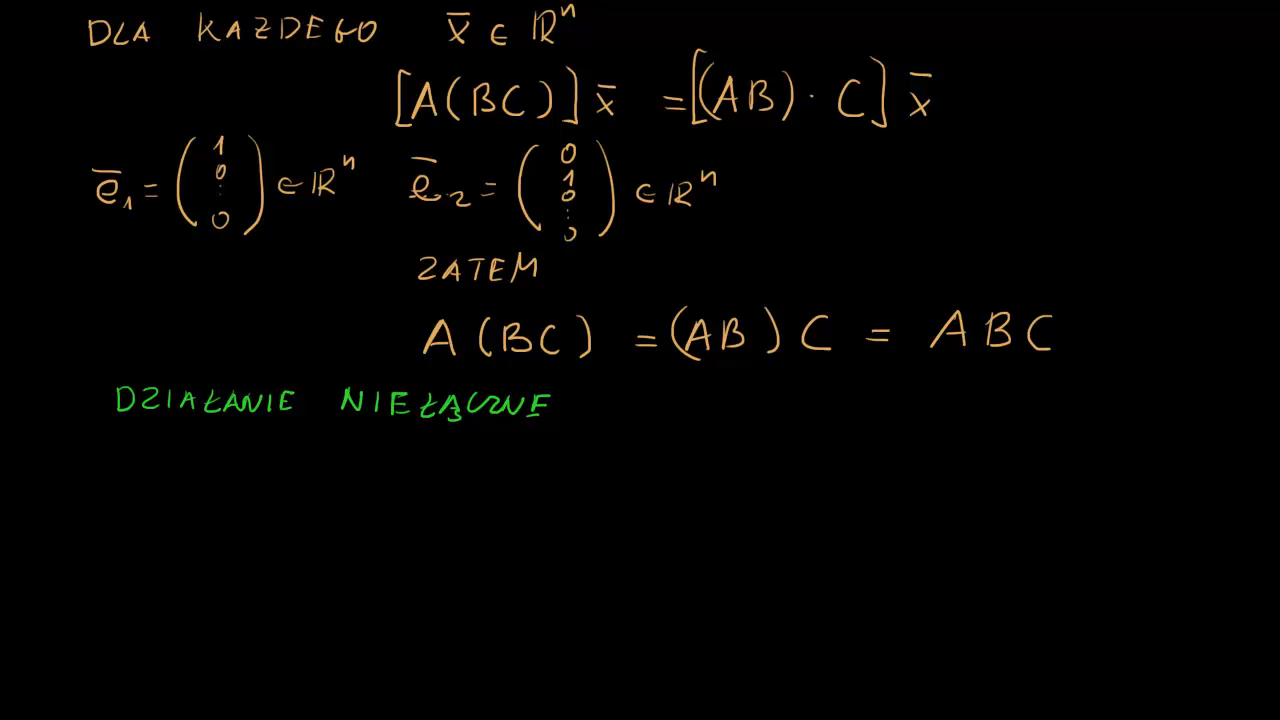 DLA KAŻDEGO x̄ ∈ ℝⁿ
[A(BC)] x̄ = [(AB) · C] x̄
ē₁ = (1 0 ⋮ 0) ∈ ℝⁿ ē₂ = (0 1 0 ⋮ 0) ∈ ℝⁿ
ZATEM
A(BC) = (AB)C = ABC
DZIAŁANIE NIEŁĄCZNE